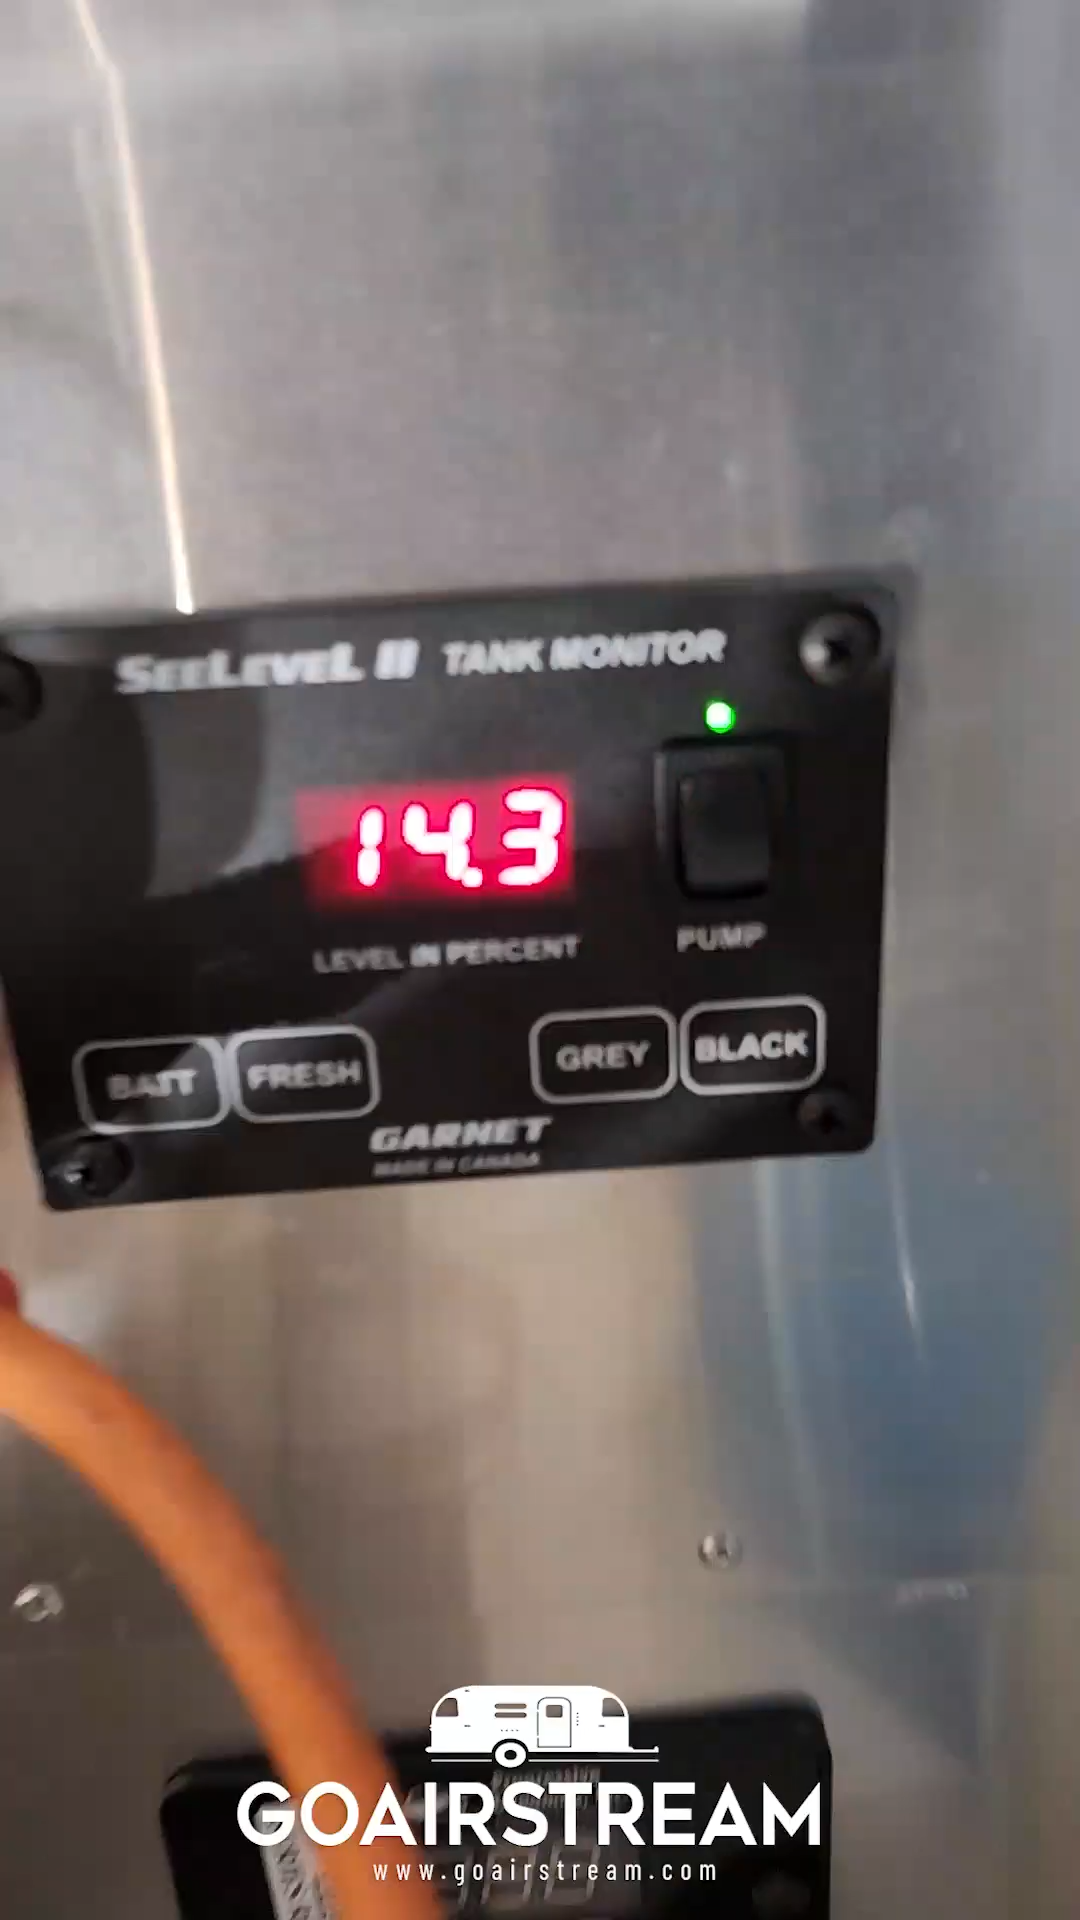 SEELEVEL II TANK MONITOR
14.3
LEVEL IN PERCENT
PUMP
BATT FRESH GREY BLACK
GARNET
MADE IN CANADA
GOAIRSTREAM
www.goairstream.com